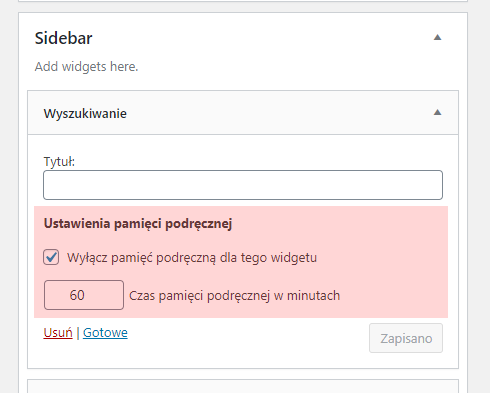 Sidebar
Add widgets here.
Wyszukiwanie
Tytuł:
Ustawienia pamięci podręcznej
Wyłącz pamięć podręczną dla tego widgetu
60 Czas pamięci podręcznej w minutach
Usuń | Gotowe
Zapisano